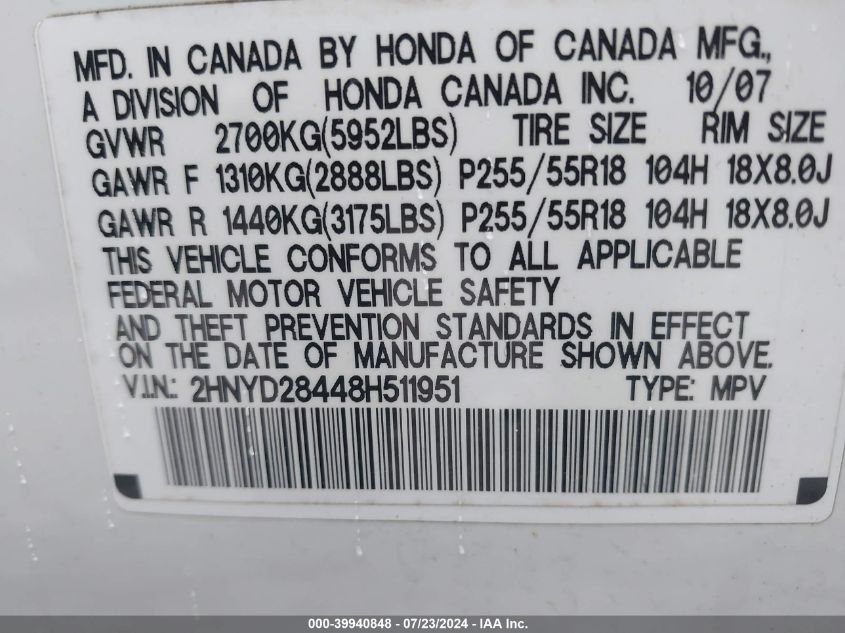 MFD. IN CANADA BY HONDA OF CANADA MFG.,
A DIVISION OF HONDA CANADA INC. 10/07
GVWR 2700KG(5952LBS) TIRE SIZE RIM SIZE
GAWR F 1310KG(2888LBS) P255/55R18 104H 18X8.0J
GAWR R 1440KG(3175LBS) P255/55R18 104H 18X8.0J
THIS VEHICLE CONFORMS TO ALL APPLICABLE
FEDERAL MOTOR VEHICLE SAFETY
AND THEFT PREVENTION STANDARDS IN EFFECT
ON THE DATE OF MANUFACTURE SHOWN ABOVE.
V.I.N.: 2HNYD28448H511951 TYPE: MPV
000-39940848 - 07/23/2024 - IAA Inc.